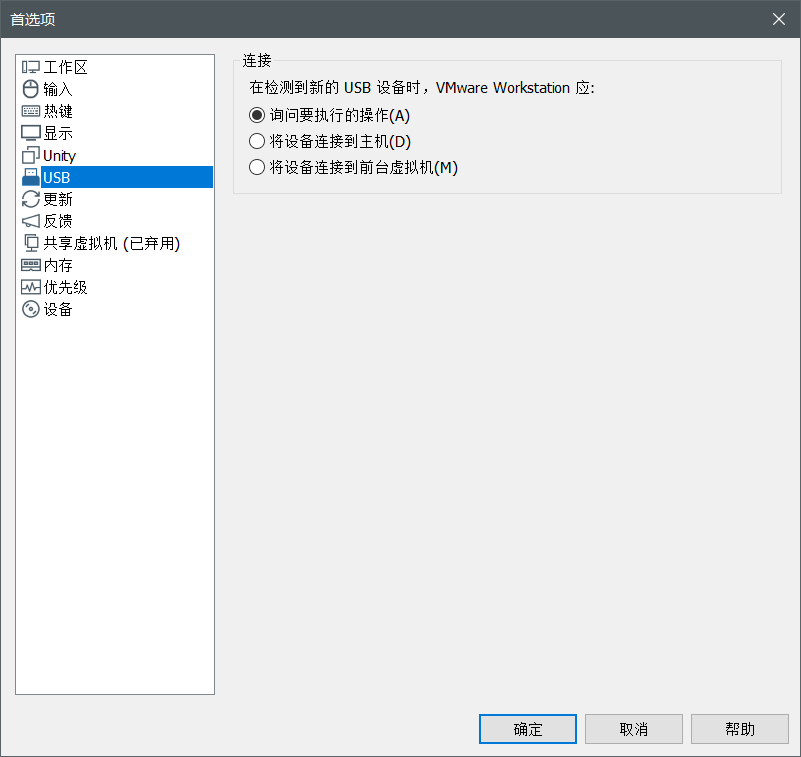 首选项
工作区
输入
热键
显示
Unity
USB
更新
反馈
共享虚拟机 (已弃用)
内存
优先级
设备
连接
在检测到新的 USB 设备时，VMware Workstation 应:
询问要执行的操作(A)
将设备连接到主机(D)
将设备连接到前台虚拟机(M)
确定
取消
帮助